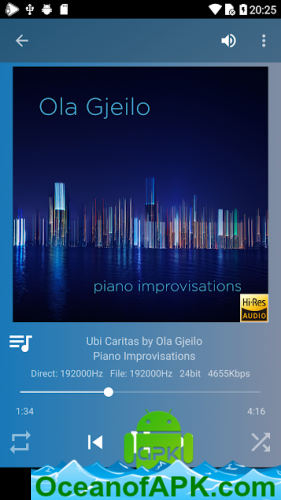 20:25
Ola Gjeilo
piano improvisations
Hi-Res
AUDIO
Ubi Caritas by Ola Gjeilo
Piano Improvisations
Direct: 192000Hz File: 192000Hz 24bit 4655Kbps
1:34 4:16
GPK
OceanofAPK.com